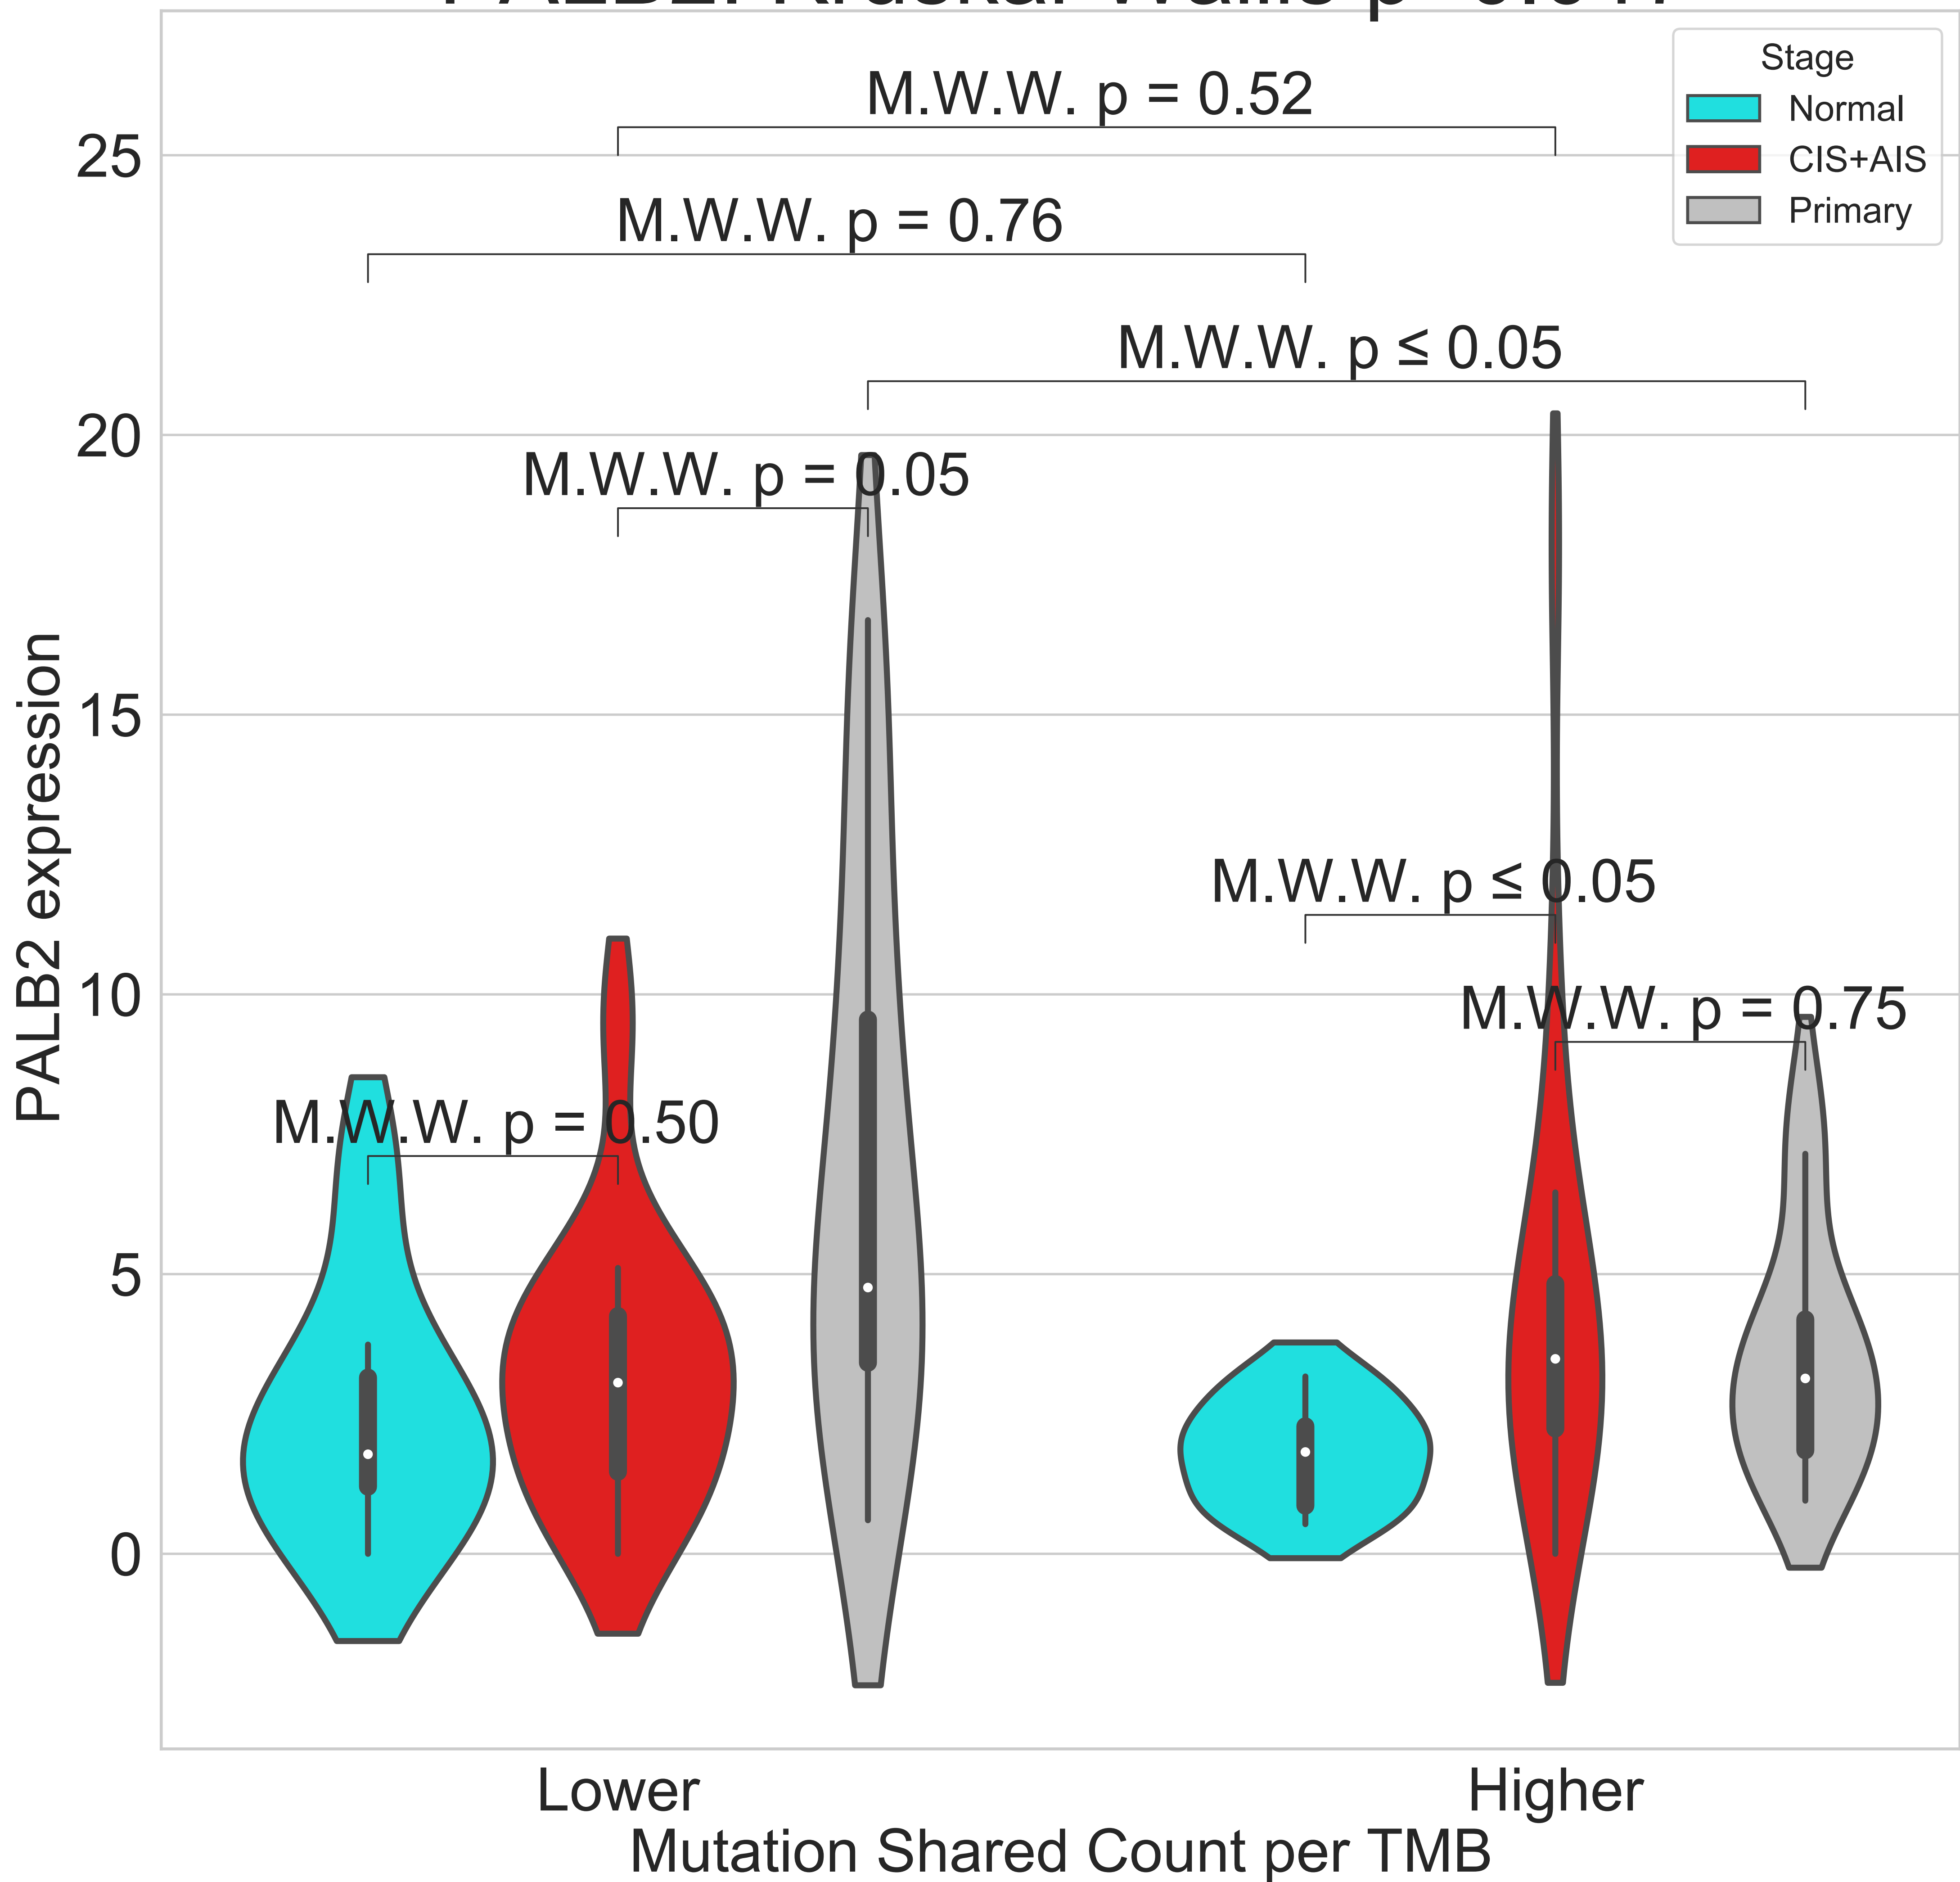 Stage
Normal
CIS+AIS
Primary
M.W.W. p = 0.52
M.W.W. p = 0.76
M.W.W. p ≤ 0.05
M.W.W. p = 0.05
M.W.W. p ≤ 0.05
M.W.W. p = 0.75
M.W.W. p = 0.50
25
20
15
10
5
0
PALB2 expression
Lower
Higher
Mutation Shared Count per TMB